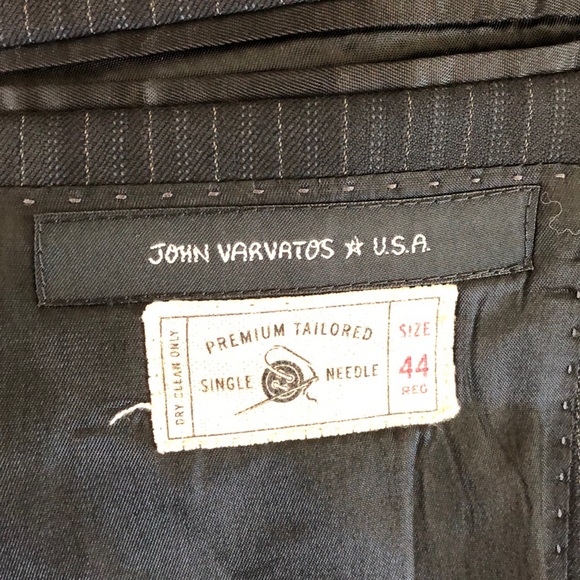 JOHN VARVATOS ☆ U.S.A.
DRY CLEAN ONLY
PREMIUM TAILORED
SINGLE NEEDLE
SIZE
44
REG